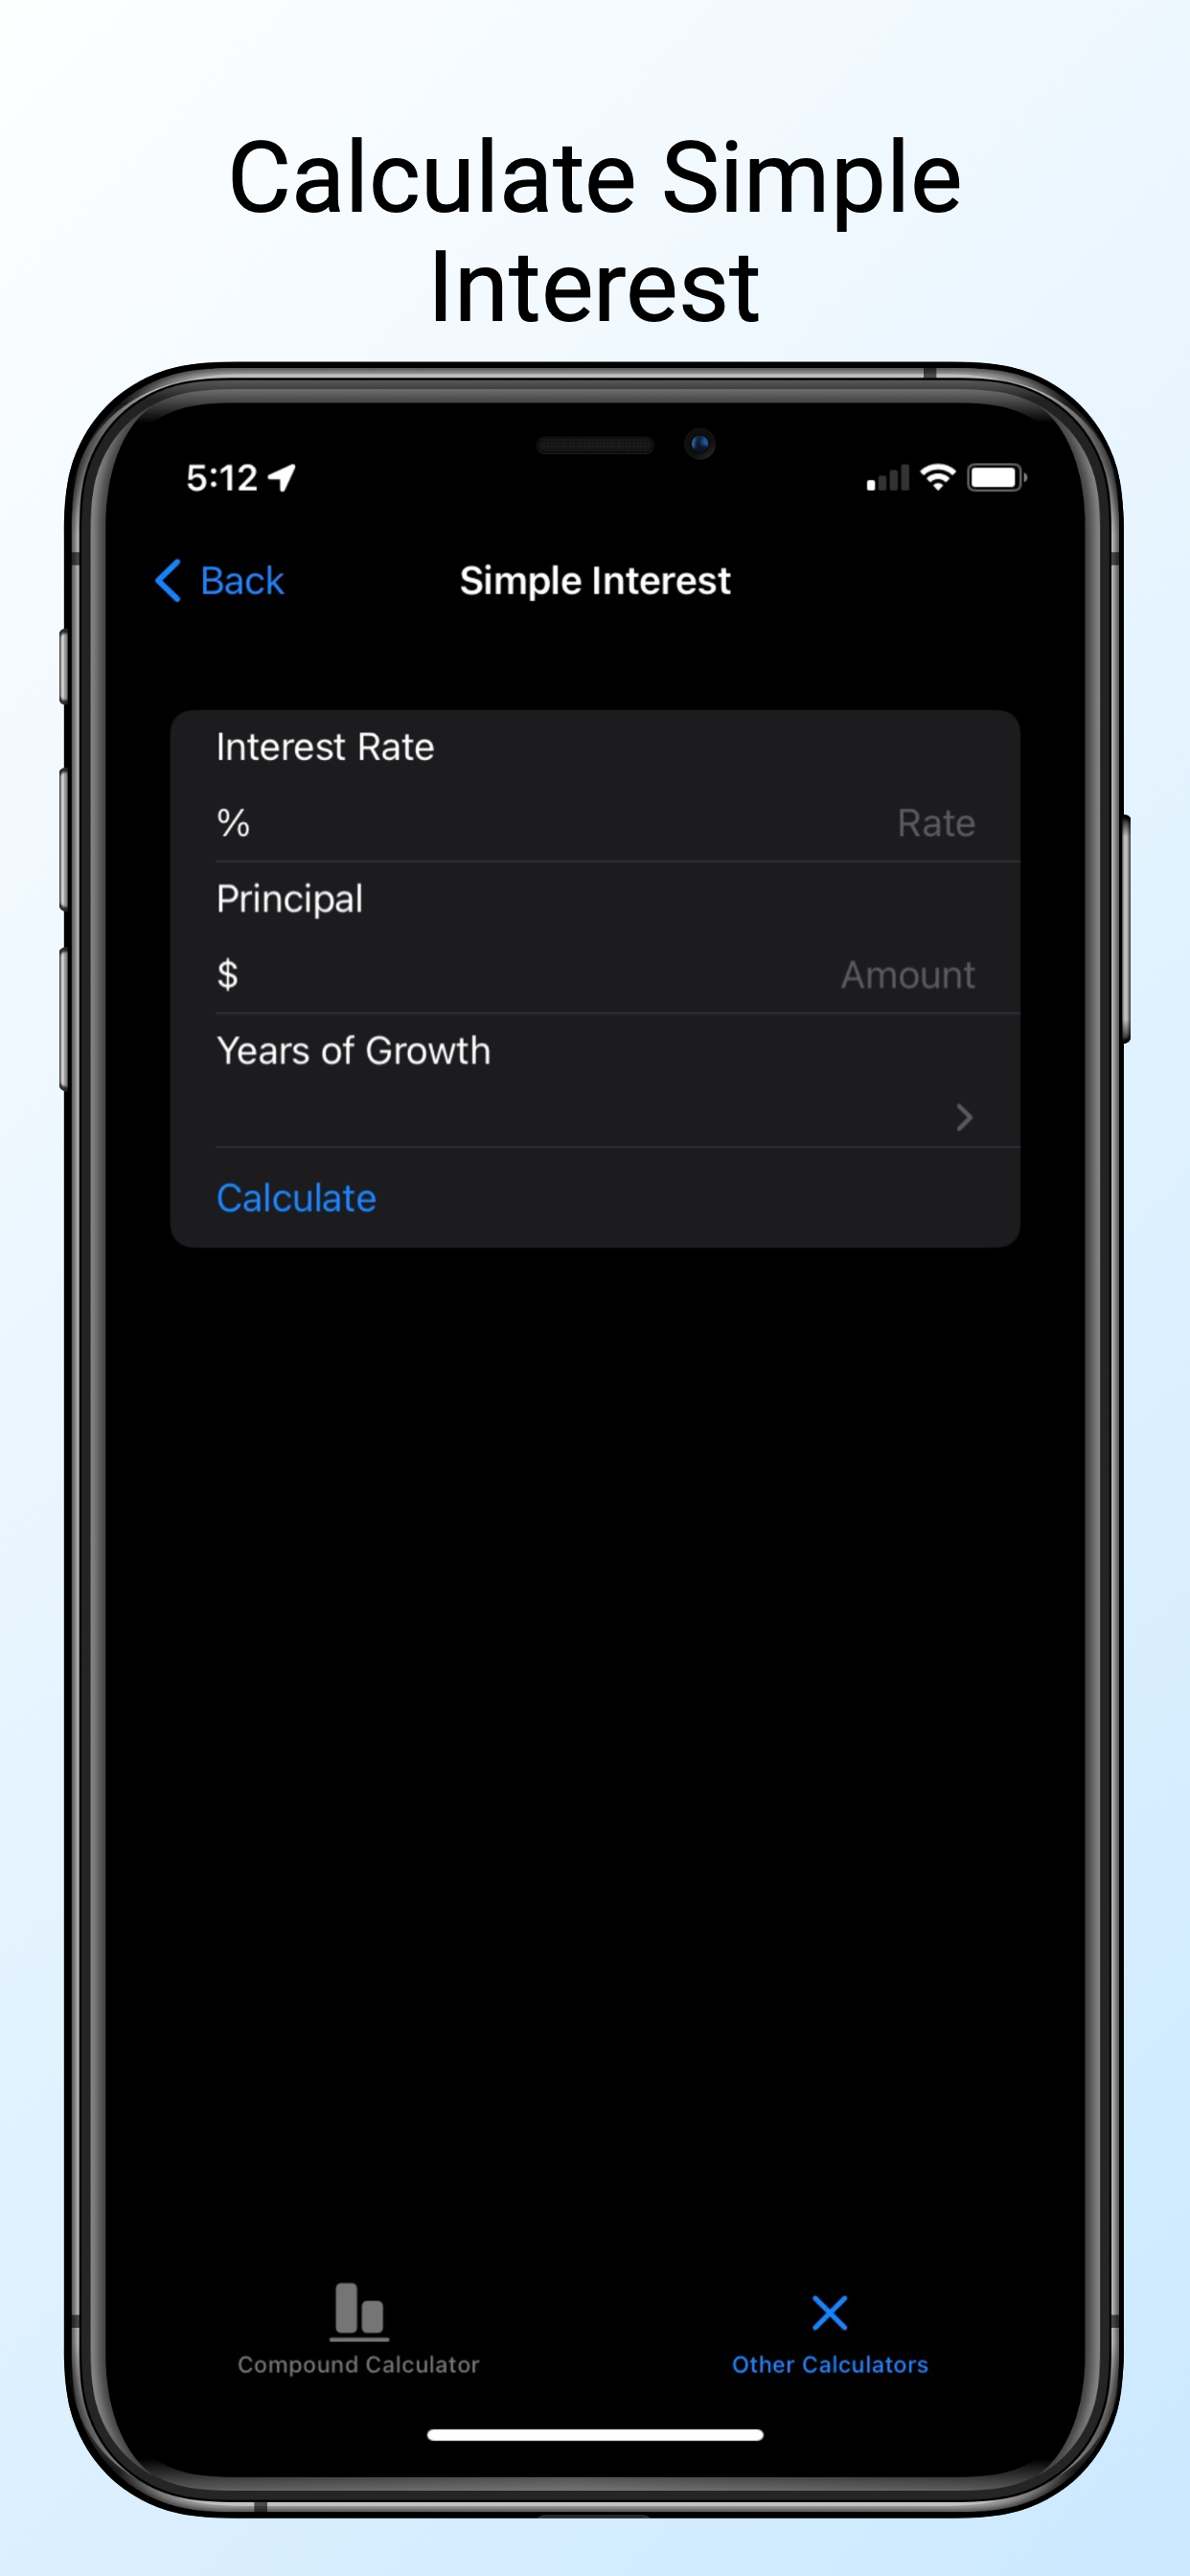 Calculate Simple
Interest
5:12
Back
Simple Interest
Interest Rate
% Rate
Principal
$ Amount
Years of Growth
Calculate
Compound Calculator
Other Calculators